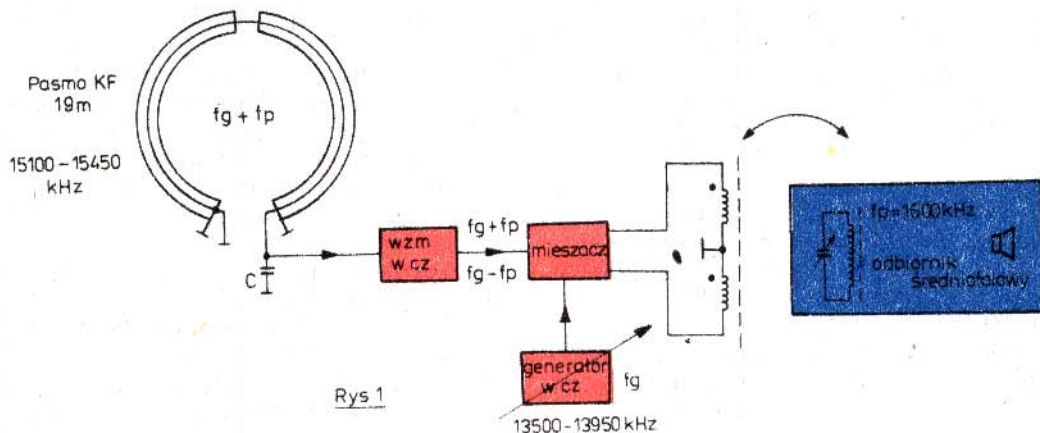 Pasmo KF
19m
15100-15450
kHz
fg + fp
C
wzm
w.cz.
fg+fp
fg-fp
mieszacz
generator
w.cz.
fg
13500-13950 kHz
fp=1600kHz
odbiornik
średniofalowy
Rys 1